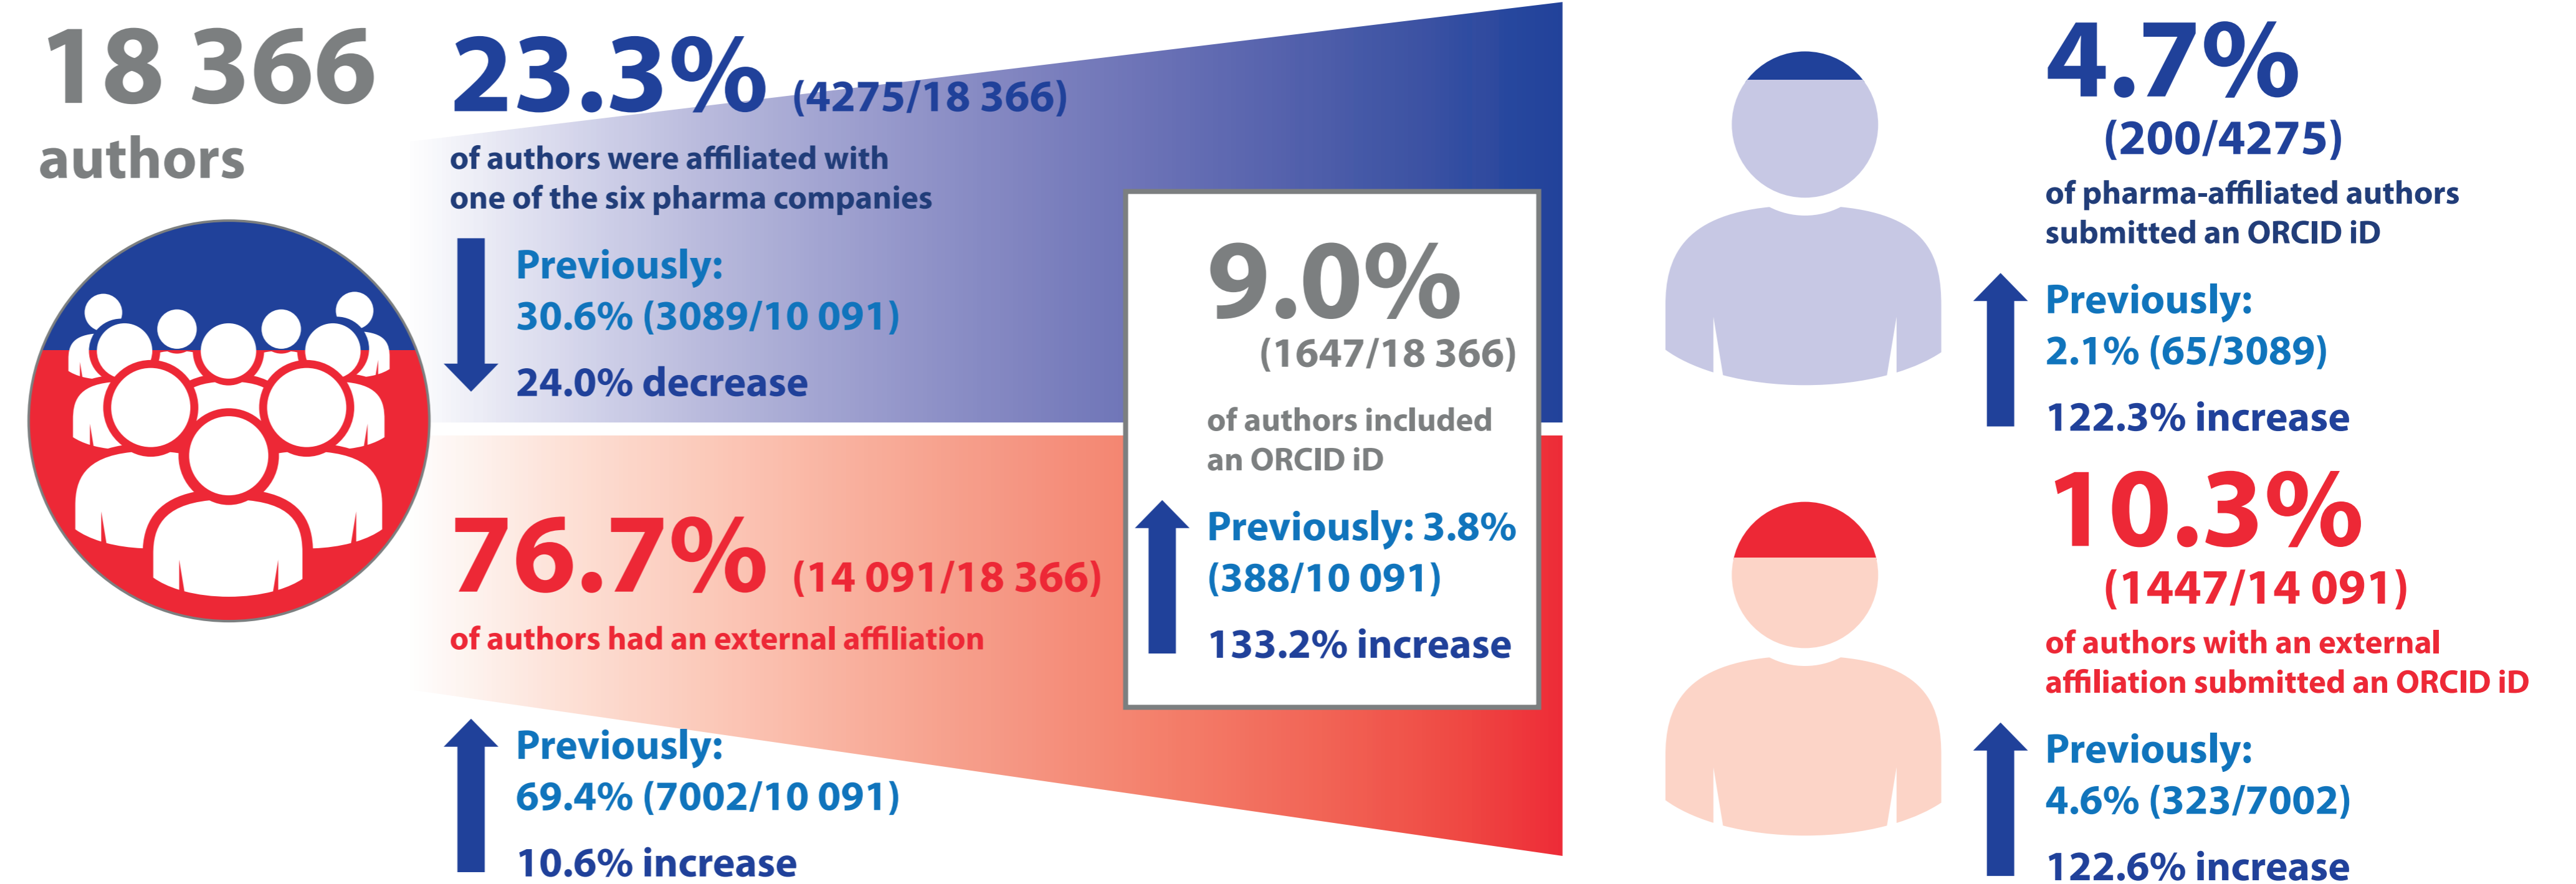 18 366
authors
23.3% (4275/18 366)
of authors were affiliated with
one of the six pharma companies
Previously:
30.6% (3089/10 091)
24.0% decrease
76.7% (14 091/18 366)
of authors had an external affiliation
Previously:
69.4% (7002/10 091)
10.6% increase
9.0%
(1647/18 366)
of authors included
an ORCID iD
Previously: 3.8%
(388/10 091)
133.2% increase
4.7%
(200/4275)
of pharma-affiliated authors
submitted an ORCID iD
Previously:
2.1% (65/3089)
122.3% increase
10.3%
(1447/14 091)
of authors with an external
affiliation submitted an ORCID iD
Previously:
4.6% (323/7002)
122.6% increase